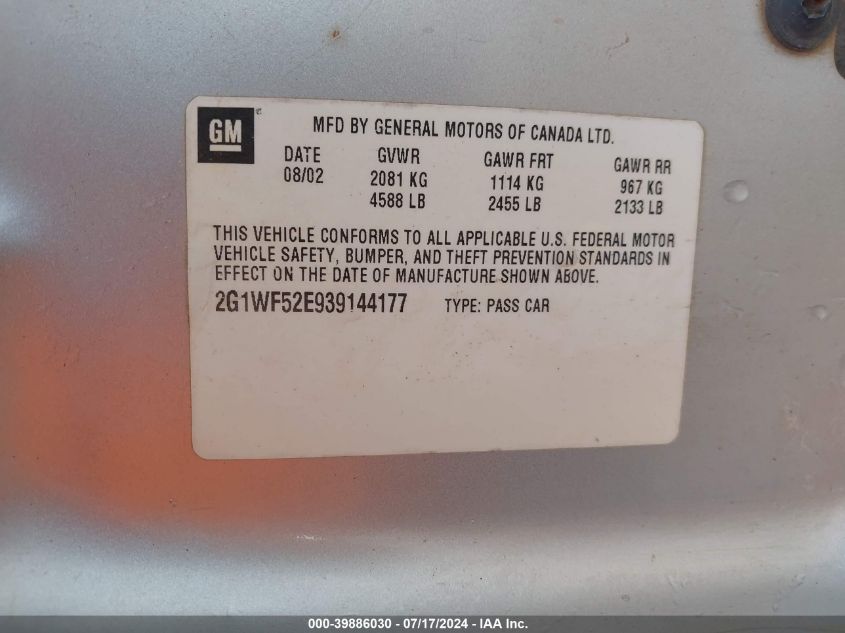 GM
MFD BY GENERAL MOTORS OF CANADA LTD.
DATE GVWR GAWR FRT GAWR RR
08/02 2081 KG 1114 KG 967 KG
4588 LB 2455 LB 2133 LB
THIS VEHICLE CONFORMS TO ALL APPLICABLE U.S. FEDERAL MOTOR
VEHICLE SAFETY, BUMPER, AND THEFT PREVENTION STANDARDS IN
EFFECT ON THE DATE OF MANUFACTURE SHOWN ABOVE.
2G1WF52E939144177 TYPE: PASS CAR
000-39886030 - 07/17/2024 - IAA Inc.